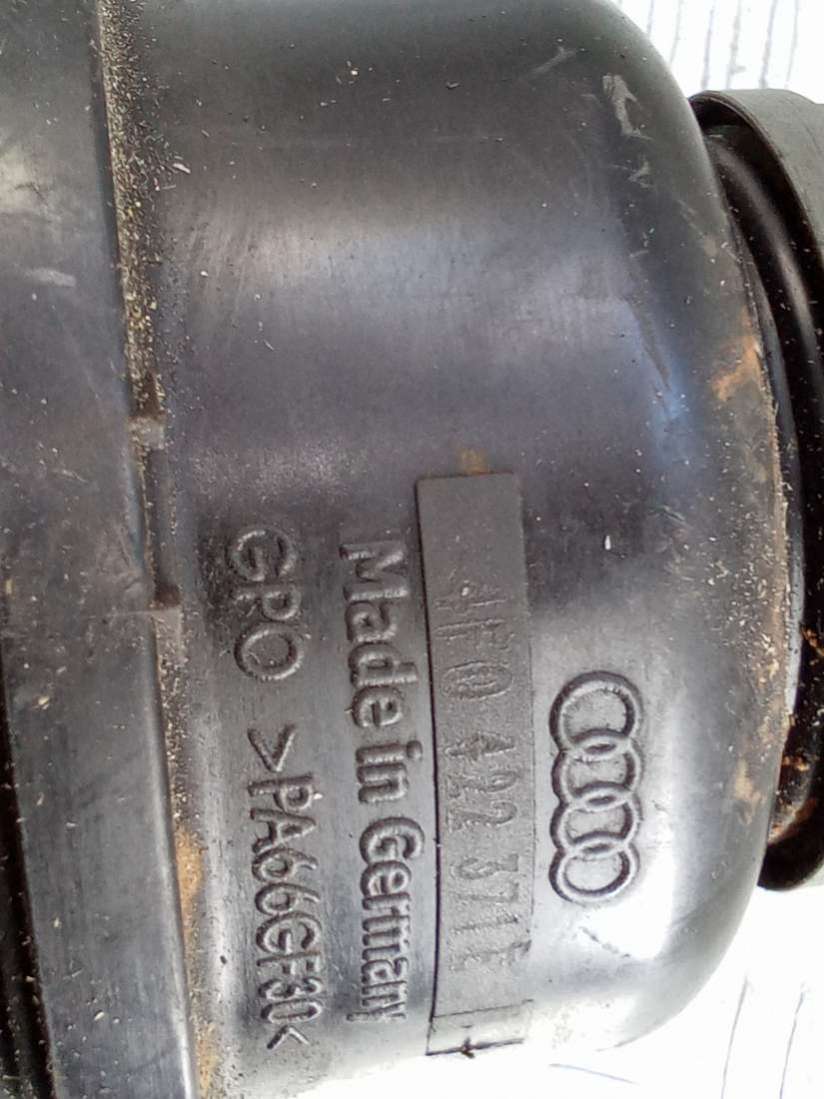 4F0 422 371 E
Made in Germany
GPO >PA66GF30<